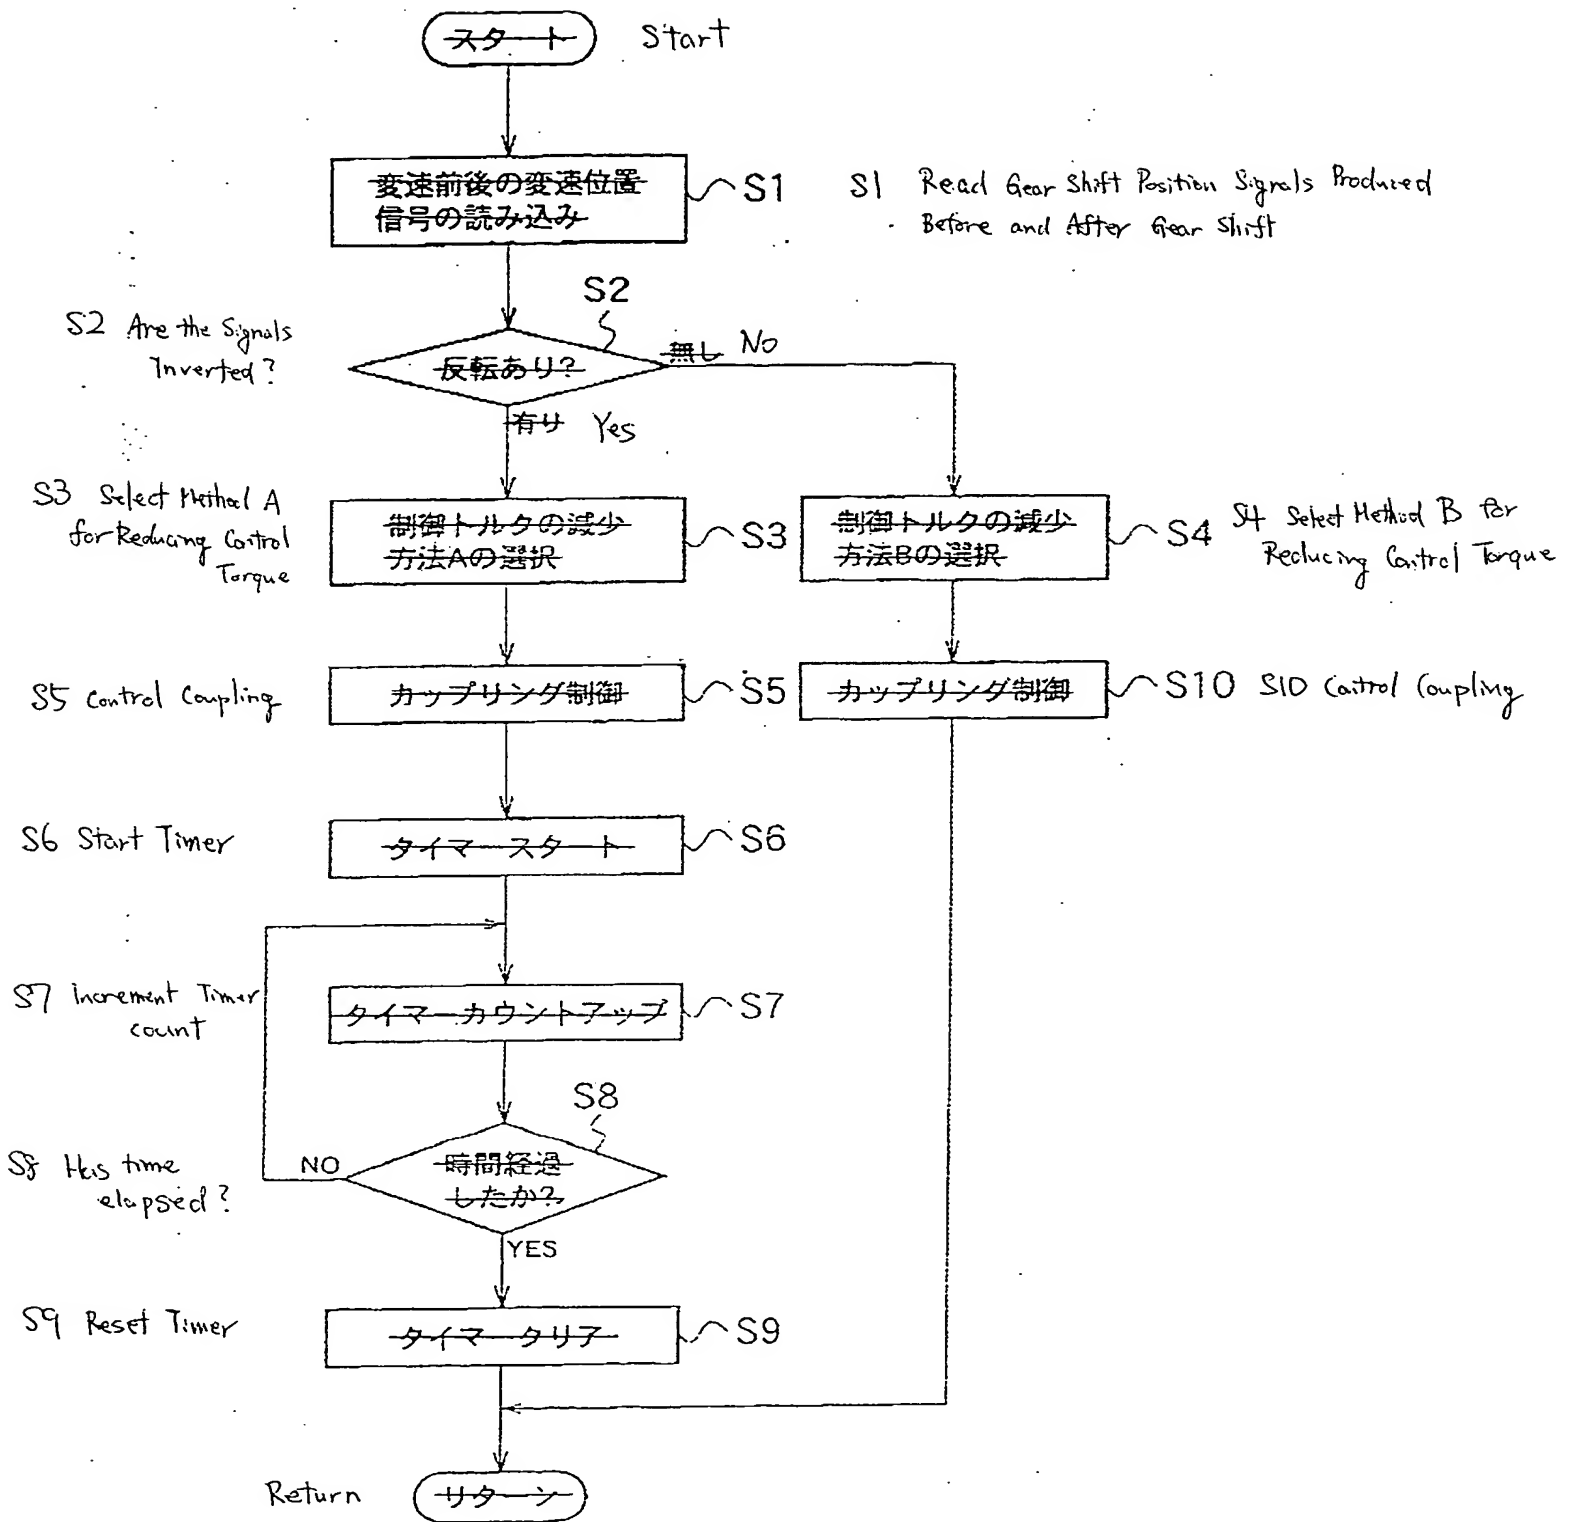 スタート Start
変速前後の変速位置 S1 S1 Read Gear Shift Position Signals Produced
信号の読み込み Before and After Gear Shift
S2
S2 Are the Signals
Inverted?
反転あり? 無し No
有り Yes
S3 Select Method A
for Reducing Control
Torque
制御トルクの減少
方法Aの選択
S3
制御トルクの減少
方法Bの選択
S4
S4 Select Method B for
Reducing Control Torque
S5 Control Coupling カップリング制御 S5 カップリング制御 S10 S10 Control Coupling
S6 Start Timer タイマースタート S6
S7 Increment Timer
count
タイマーカウントアップ S7
S8
S8 Has time
elapsed?
NO
時間経過
したか?
YES
S9 Reset Timer タイマークリア S9
Return リターン